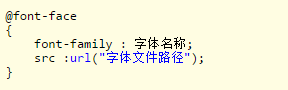 @font-face
{
    font-family : 字体名称;
    src :url("字体文件路径");
}